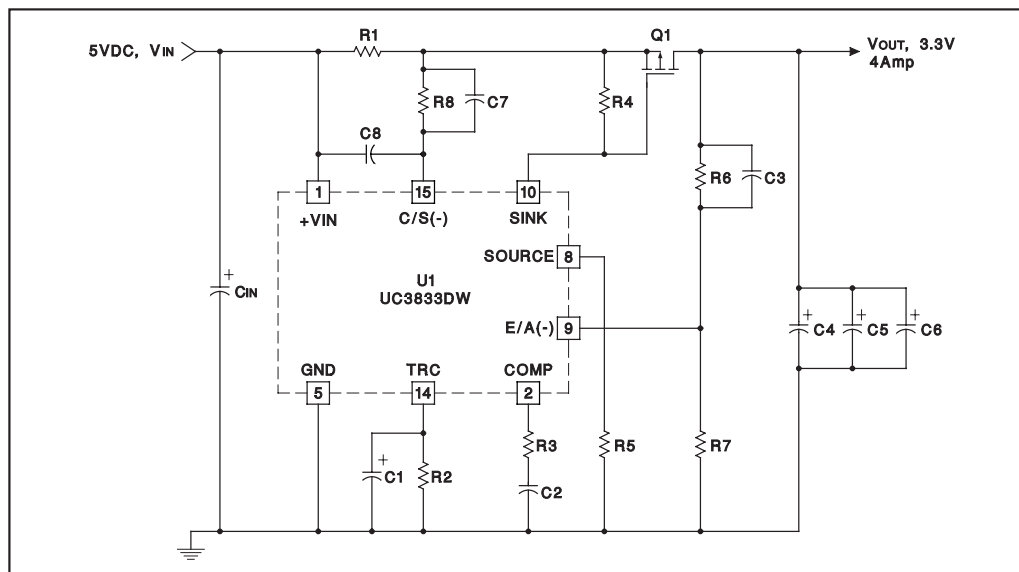 5VDC, VIN
R1
Q1
VOUT, 3.3V
4Amp
R8
C7
R4
C8
R6
C3
1
15
10
+VIN
C/S(-)
SINK
SOURCE
8
U1
UC3833DW
CIN
E/A(-)
9
C4
C5
C6
GND
TRC
COMP
5
14
2
R3
R5
R7
C1
R2
C2
+
+
+
+
+